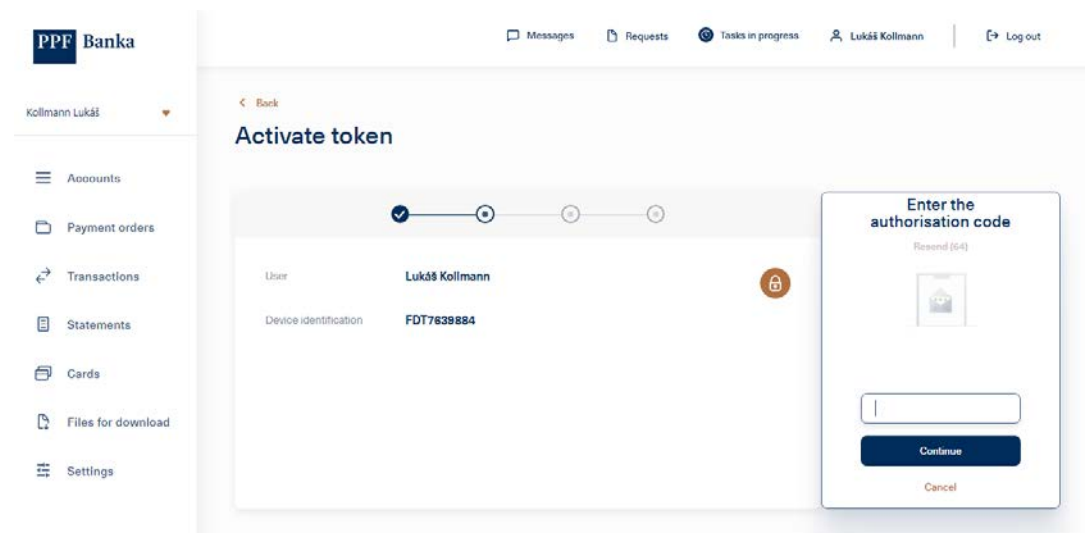 PPF Banka
Messages
Requests
Tasks in progress
Lukáš Kollmann
Log out
Kollmann Lukáš
Back
Activate token
Accounts
Payment orders
Transactions
Statements
Cards
Files for download
Settings
User
Lukáš Kollmann
Device identification
FDT7639884
Enter the
authorisation code
Resend (64)
Continue
Cancel